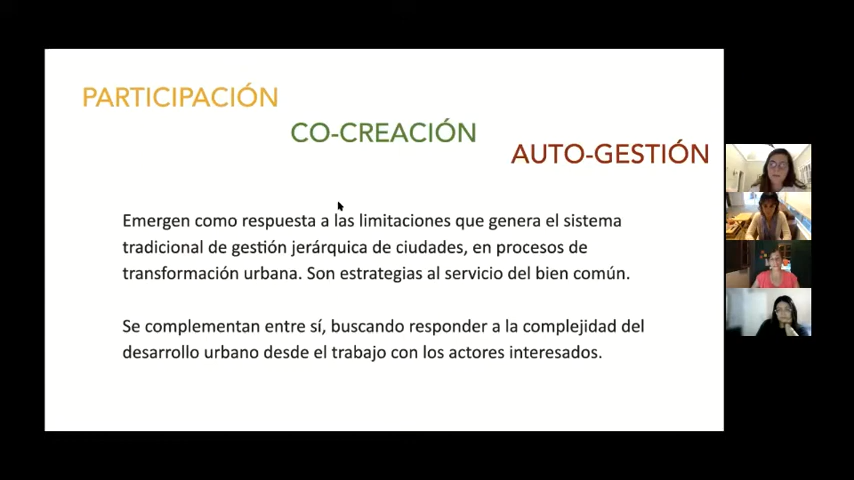 PARTICIPACIÓN
CO-CREACIÓN
AUTO-GESTIÓN
Emergen como respuesta a las limitaciones que genera el sistema
tradicional de gestión jerárquica de ciudades, en procesos de
transformación urbana. Son estrategias al servicio del bien común.
Se complementan entre sí, buscando responder a la complejidad del
desarrollo urbano desde el trabajo con los actores interesados.